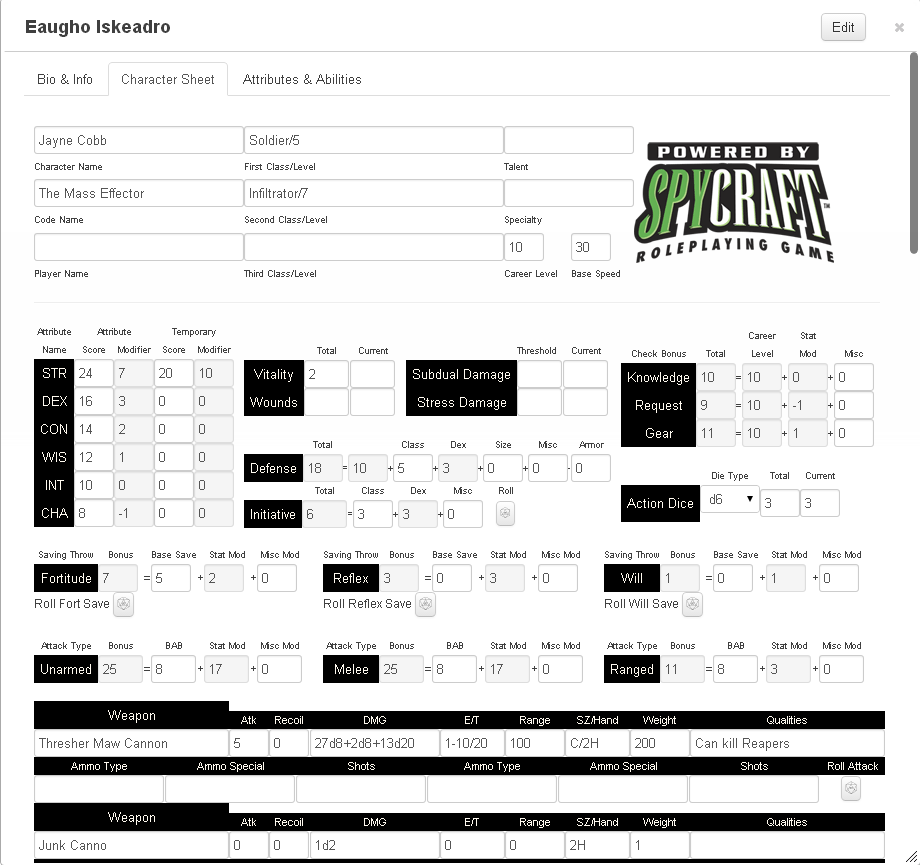 Eaugho Iskeadro Edit ×
Bio & Info Character Sheet Attributes & Abilities
Jayne Cobb Soldier/5
Character Name First Class/Level Talent
POWERED BY
SPYCRAFT™
ROLEPLAYING GAME
The Mass Effector Infiltrator/7
Code Name Second Class/Level Specialty
10 30
Player Name Third Class/Level Career Level Base Speed
Attribute Attribute Temporary
Name Score Modifier Score Modifier
STR 24 7 20 10
DEX 16 3 0 0
CON 14 2 0 0
WIS 12 1 0 0
INT 10 0 0 0
CHA 8 -1 0 0
Total Current
Vitality 2
Wounds
Threshold Current
Subdual Damage
Stress Damage
Career Stat
Check Bonus Total Level Mod Misc
Knowledge 10 = 10 + 0 + 0
Request 9 = 10 + -1 + 0
Gear 11 = 10 + 1 + 0
Total Class Dex Size Misc Armor
Defense 18 = 10 + 5 + 3 + 0 + 0 - 0
Total Class Dex Misc Roll
Initiative 6 = 3 + 3 + 0
Die Type Total Current
Action Dice d6 3 3
Saving Throw Bonus Base Save Stat Mod Misc Mod Saving Throw Bonus Base Save Stat Mod Misc Mod Saving Throw Bonus Base Save Stat Mod Misc Mod
Fortitude 7 = 5 + 2 + 0 Reflex 3 = 0 + 3 + 0 Will 1 = 0 + 1 + 0
Roll Fort Save Roll Reflex Save Roll Will Save
Attack Type Bonus BAB Stat Mod Misc Mod Attack Type Bonus BAB Stat Mod Misc Mod Attack Type Bonus BAB Stat Mod Misc Mod
Unarmed 25 = 8 + 17 + 0 Melee 25 = 8 + 17 + 0 Ranged 11 = 8 + 3 + 0
Weapon Atk Recoil DMG E/T Range SZ/Hand Weight Qualities
Thresher Maw Cannon 5 0 27d8+2d8+13d20 1-10/20 100 C/2H 200 Can kill Reapers
Ammo Type Ammo Special Shots Ammo Type Ammo Special Shots Roll Attack
Weapon Atk Recoil DMG E/T Range SZ/Hand Weight Qualities
Junk Canno 0 0 1d2 0 0 2H 1